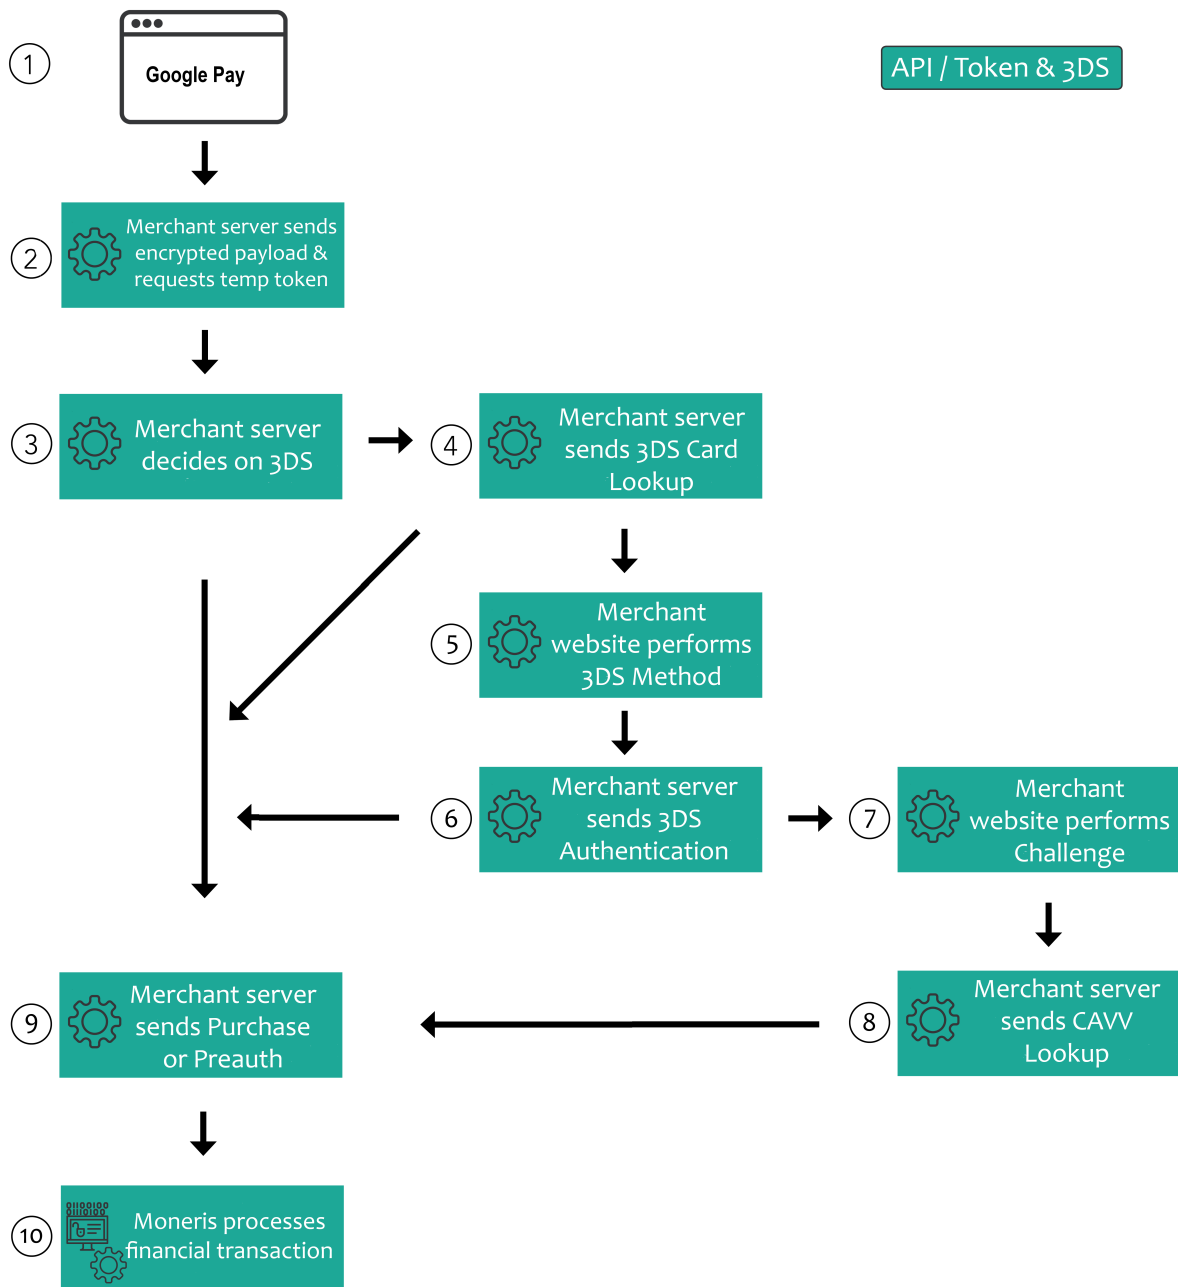 1
Google Pay
API / Token & 3DS
2
Merchant server sends
encrypted payload &
requests temp token
3
Merchant server
decides on 3DS
4
Merchant server
sends 3DS Card
Lookup
5
Merchant
website performs
3DS Method
6
Merchant server
sends 3DS
Authentication
7
Merchant
website performs
Challenge
8
Merchant server
sends CAVV
Lookup
9
Merchant server
sends Purchase
or Preauth
10
01100100
0110100
Moneris processes
financial transaction